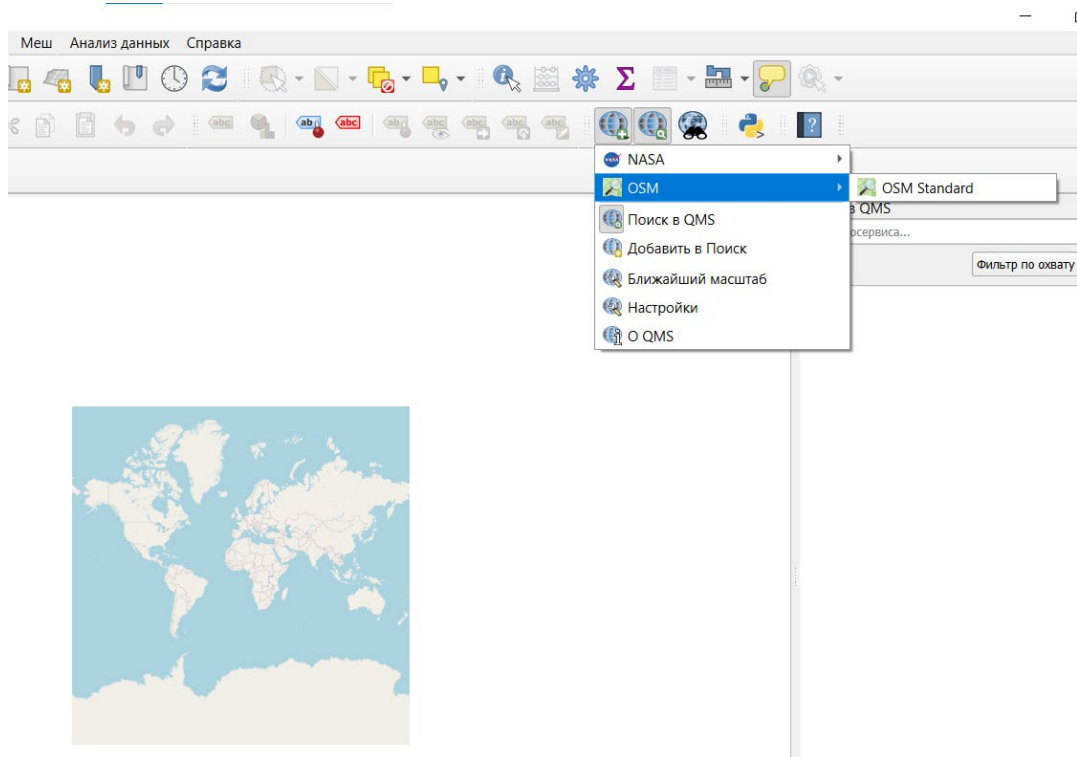 Меш Анализ данных Справка
NASA
OSM
OSM Standard
в QMS
Поиск в QMS
осервиса...
Добавить в Поиск
Фильтр по охвату
Ближайший масштаб
Настройки
О QMS